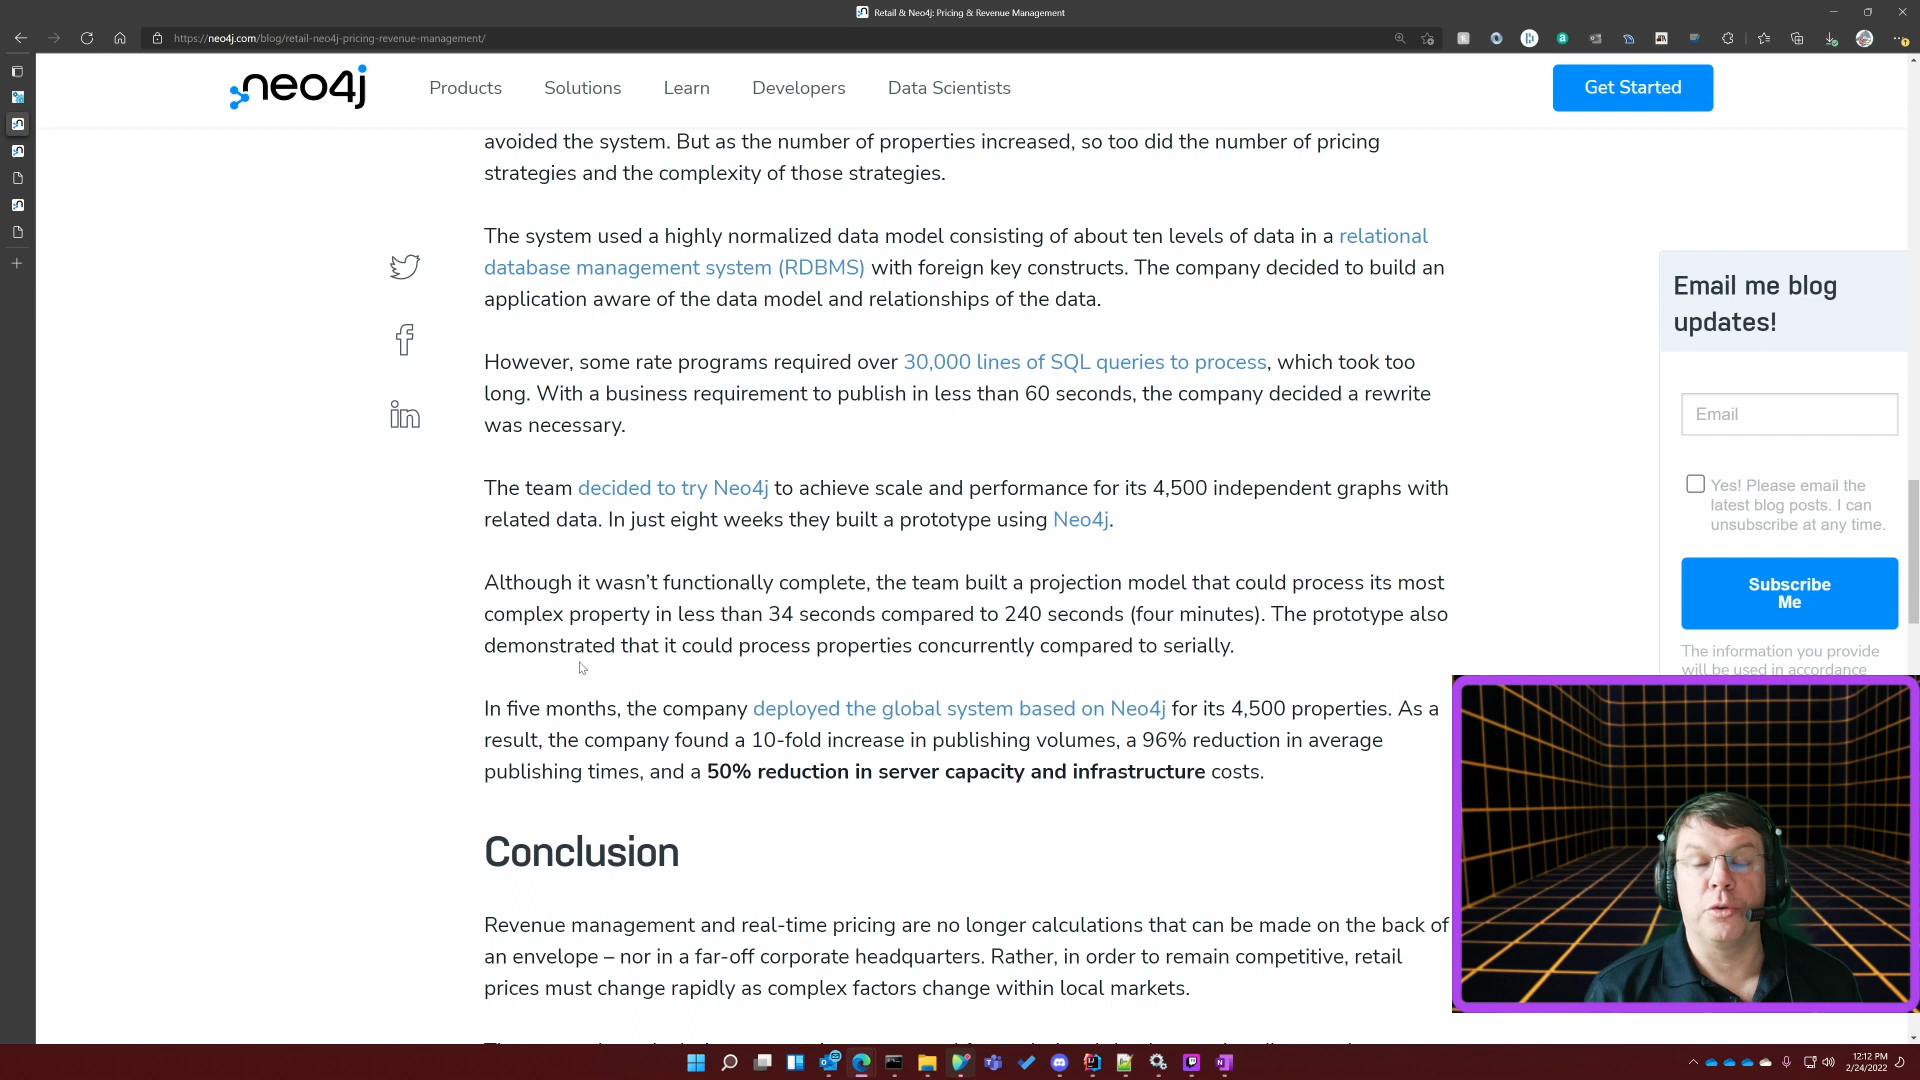 Retail & Neo4j: Pricing & Revenue Management
https://neo4j.com/blog/retail-neo4j-pricing-revenue-management/
neo4j
Products
Solutions
Learn
Developers
Data Scientists
Get Started
avoided the system. But as the number of properties increased, so too did the number of pricing
strategies and the complexity of those strategies.
The system used a highly normalized data model consisting of about ten levels of data in a relational
database management system (RDBMS) with foreign key constructs. The company decided to build an
application aware of the data model and relationships of the data.
However, some rate programs required over 30,000 lines of SQL queries to process, which took too
long. With a business requirement to publish in less than 60 seconds, the company decided a rewrite
was necessary.
The team decided to try Neo4j to achieve scale and performance for its 4,500 independent graphs with
related data. In just eight weeks they built a prototype using Neo4j.
Although it wasn’t functionally complete, the team built a projection model that could process its most
complex property in less than 34 seconds compared to 240 seconds (four minutes). The prototype also
demonstrated that it could process properties concurrently compared to serially.
In five months, the company deployed the global system based on Neo4j for its 4,500 properties. As a
result, the company found a 10-fold increase in publishing volumes, a 96% reduction in average
publishing times, and a 50% reduction in server capacity and infrastructure costs.
Conclusion
Revenue management and real-time pricing are no longer calculations that can be made on the back of
an envelope – nor in a far-off corporate headquarters. Rather, in order to remain competitive, retail
prices must change rapidly as complex factors change within local markets.
Email me blog
updates!
Email
Yes! Please email the
latest blog posts. I can
unsubscribe at any time.
Subscribe
Me
The information you provide
will be used in accordance
12:12 PM
2/24/2022